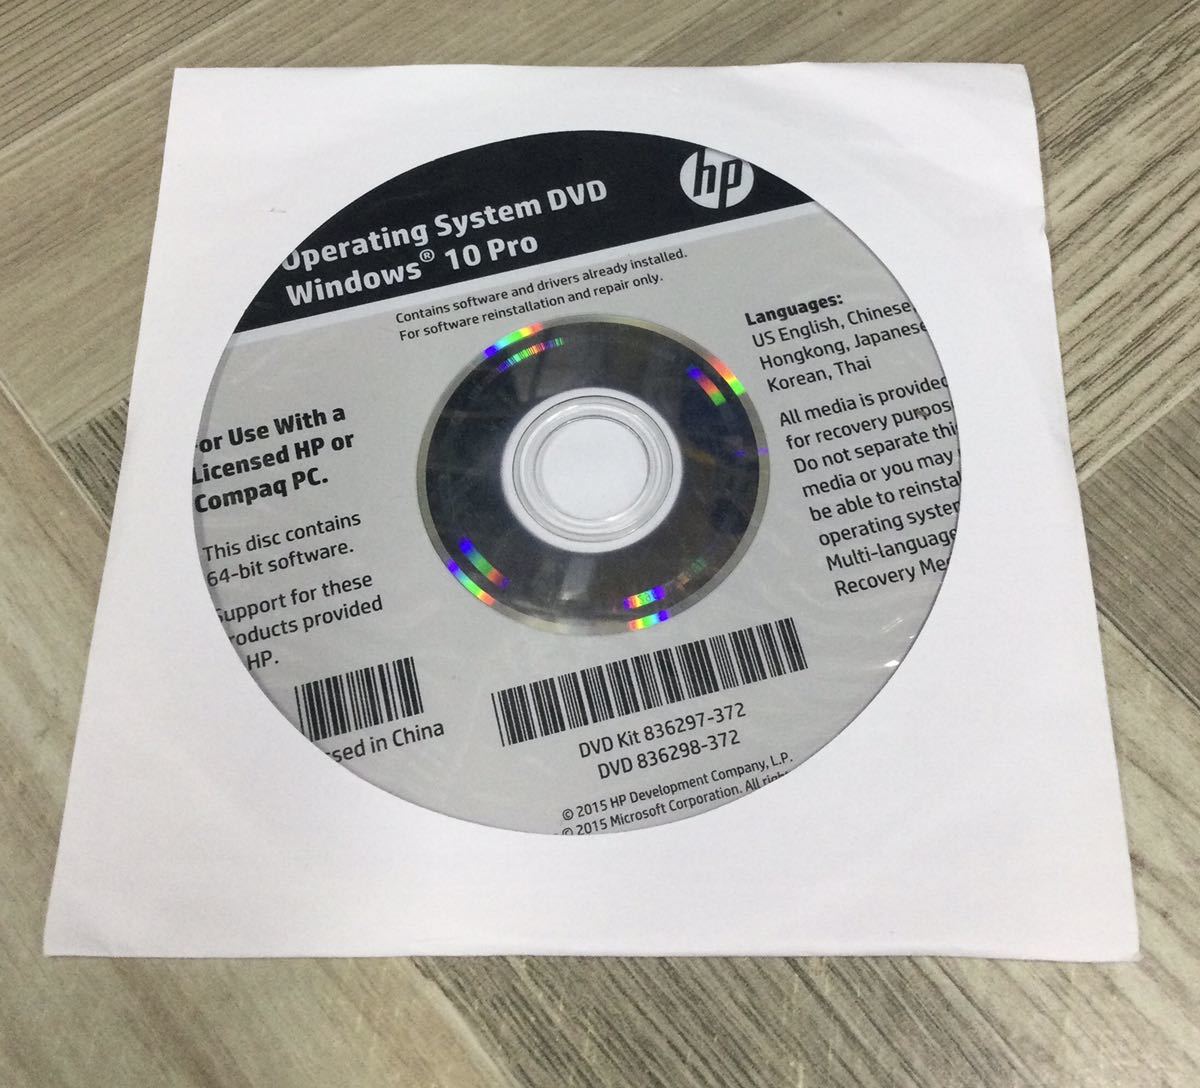 Operating System DVD
Windows® 10 Pro
hp
Contains software and drivers already installed.
For software reinstallation and repair only.
Languages:
US English, Chinese
Hongkong, Japanese
Korean, Thai
All media is provided
for recovery purpos
Do not separate thi
media or you may
be able to reinstal
operating syster
Multi-language
Recovery Me
or Use With a
Licensed HP or
Compaq PC.
This disc contains
64-bit software.
Support for these
roducts provided
HP.
ssed in China
DVD Kit 836297-372
DVD 836298-372
© 2015 HP Development Company, L.P.
© 2015 Microsoft Corporation. All righ